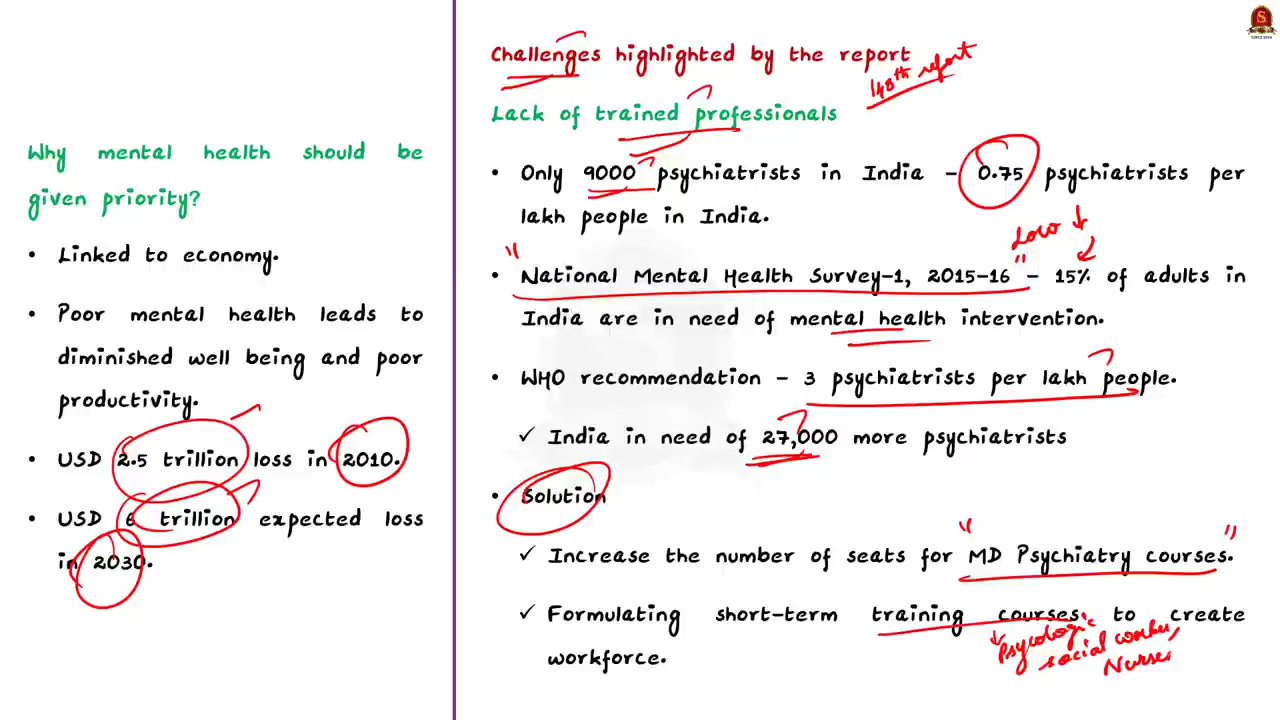 Why mental health should be
given priority?
• Linked to economy.
• Poor mental health leads to
diminished well being and poor
productivity.
• USD 2.5 trillion loss in 2010.
• USD 6 trillion expected loss
in 2030.
Challenges highlighted by the report
148th report
Lack of trained professionals
• Only 9000 psychiatrists in India - 0.75 psychiatrists per
lakh people in India.
Low ↓
• "National Mental Health Survey-1, 2015-16" - 15% of adults in
India are in need of mental health intervention.
• WHO recommendation - 3 psychiatrists per lakh people.
✓ India in need of 27,000 more psychiatrists
• Solution
✓ Increase the number of seats for "MD Psychiatry courses."
✓ Formulating short-term training courses to create
workforce.
social worker,
Nurse
S
SINCE 2004